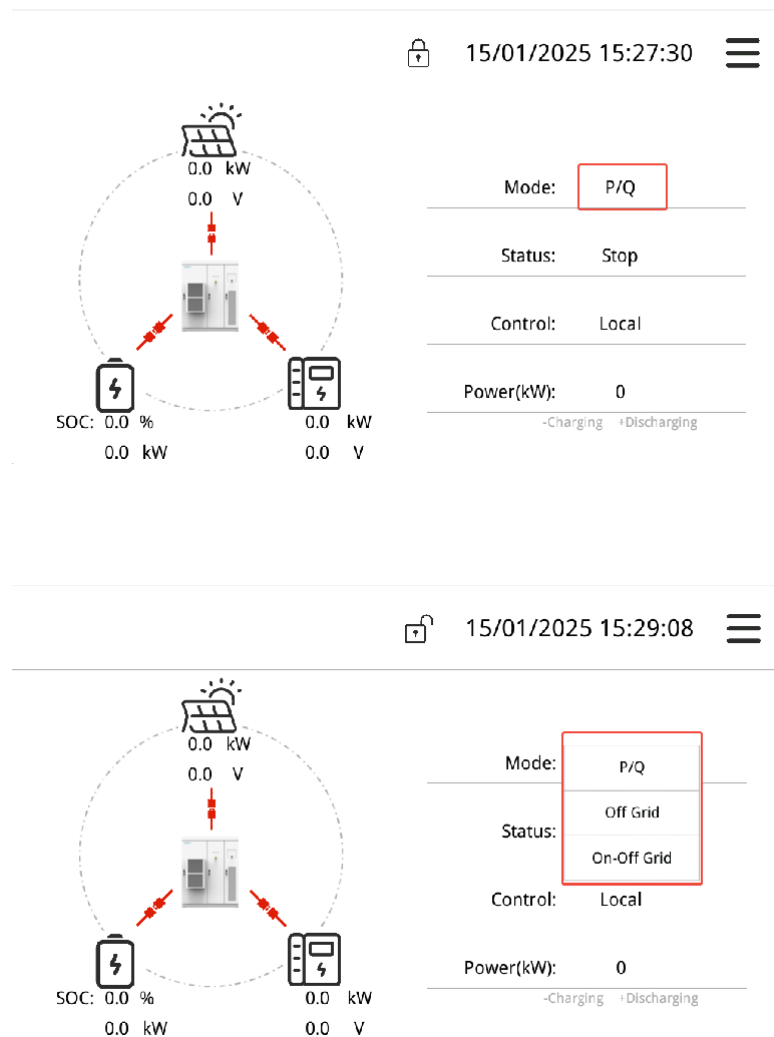 15/01/2025 15:27:30
0.0 kW
0.0 V
Mode: P/Q
Status: Stop
Control: Local
Power(kW): 0
-Charging +Discharging
SOC: 0.0 %
0.0 kW
0.0 kW
0.0 V
15/01/2025 15:29:08
0.0 kW
0.0 V
Mode: P/Q
Off Grid
Status:
On-Off Grid
Control: Local
Power(kW): 0
-Charging +Discharging
SOC: 0.0 %
0.0 kW
0.0 kW
0.0 V